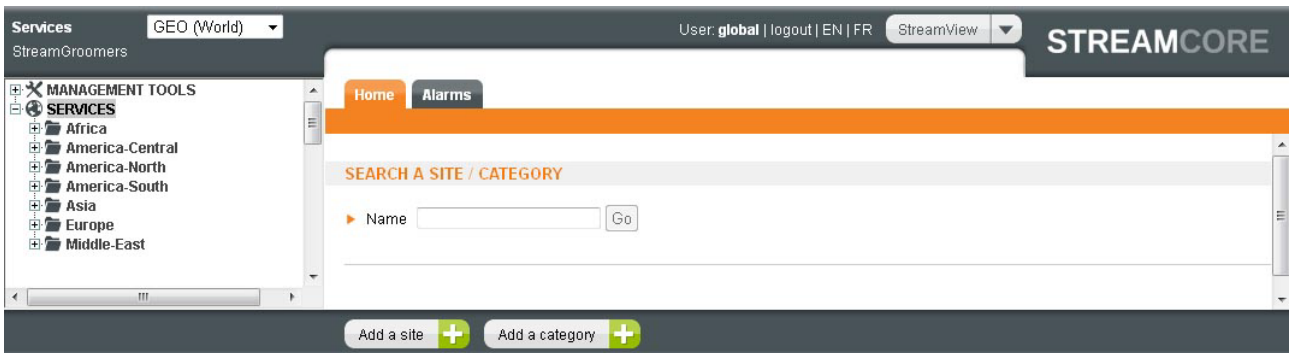 Services GEO (World) User: global | logout | EN | FR StreamView
STREAMCORE
StreamGroomers
MANAGEMENT TOOLS
SERVICES
Africa
America-Central
America-North
America-South
Asia
Europe
Middle-East
Home Alarms
SEARCH A SITE / CATEGORY
Name Go
Add a site Add a category